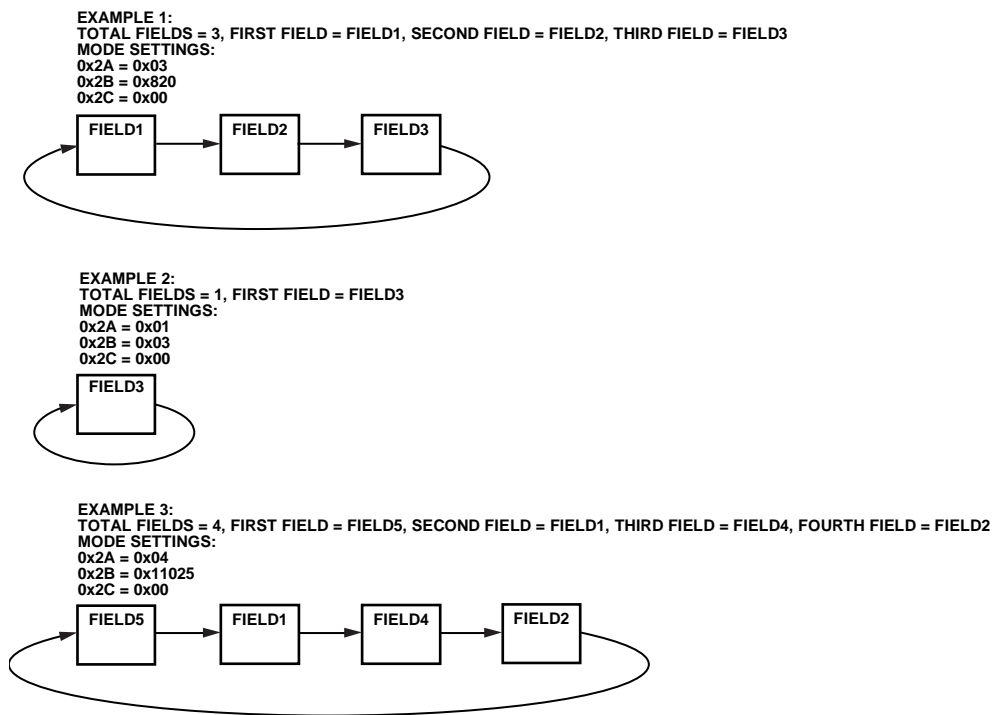 EXAMPLE 1:
TOTAL FIELDS = 3, FIRST FIELD = FIELD1, SECOND FIELD = FIELD2, THIRD FIELD = FIELD3
MODE SETTINGS:
0x2A = 0x03
0x2B = 0x820
0x2C = 0x00
FIELD1 FIELD2 FIELD3
EXAMPLE 2:
TOTAL FIELDS = 1, FIRST FIELD = FIELD3
MODE SETTINGS:
0x2A = 0x01
0x2B = 0x03
0x2C = 0x00
FIELD3
EXAMPLE 3:
TOTAL FIELDS = 4, FIRST FIELD = FIELD5, SECOND FIELD = FIELD1, THIRD FIELD = FIELD4, FOURTH FIELD = FIELD2
MODE SETTINGS:
0x2A = 0x04
0x2B = 0x11025
0x2C = 0x00
FIELD5 FIELD1 FIELD4 FIELD2